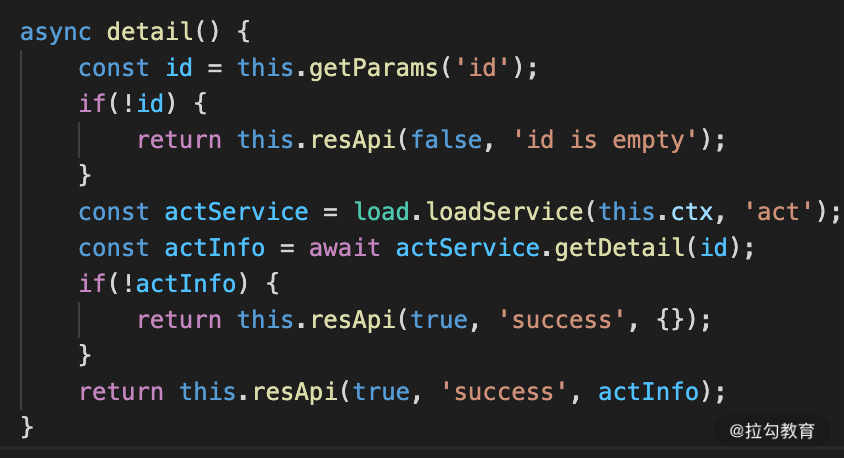 async detail() {
    const id = this.getParams('id');
    if(!id) {
        return this.resApi(false, 'id is empty');
    }
    const actService = load.loadService(this.ctx, 'act');
    const actInfo = await actService.getDetail(id);
    if(!actInfo) {
        return this.resApi(true, 'success', {});
    }
    return this.resApi(true, 'success', actInfo);
}
@拉勾教育